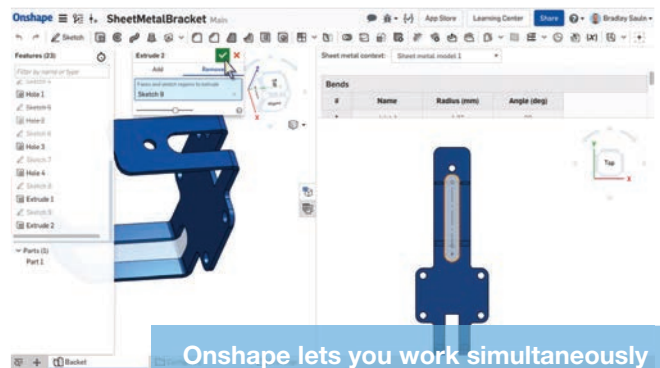 Onshape SheetMetalBracket Main
App Store Learning Center Share Bradley Sauln
Sketch
Features (23)
Filter by name or type
Hole 1
Sketch 5
Hole 2
Sketch 6
Hole 3
Sketch 7
Hole 4
Sketch 8
Extrude 1
Sketch 9
Extrude 2
Parts (1)
Part 1
Extrude 2
Add Remove
Faces and sketch regions to extrude
Sketch 9
Z
X
Sheet metal context: Sheet metal model 1
Bends
# Name Radius (mm) Angle (deg)
Y
Top
X
Onshape lets you work simultaneously